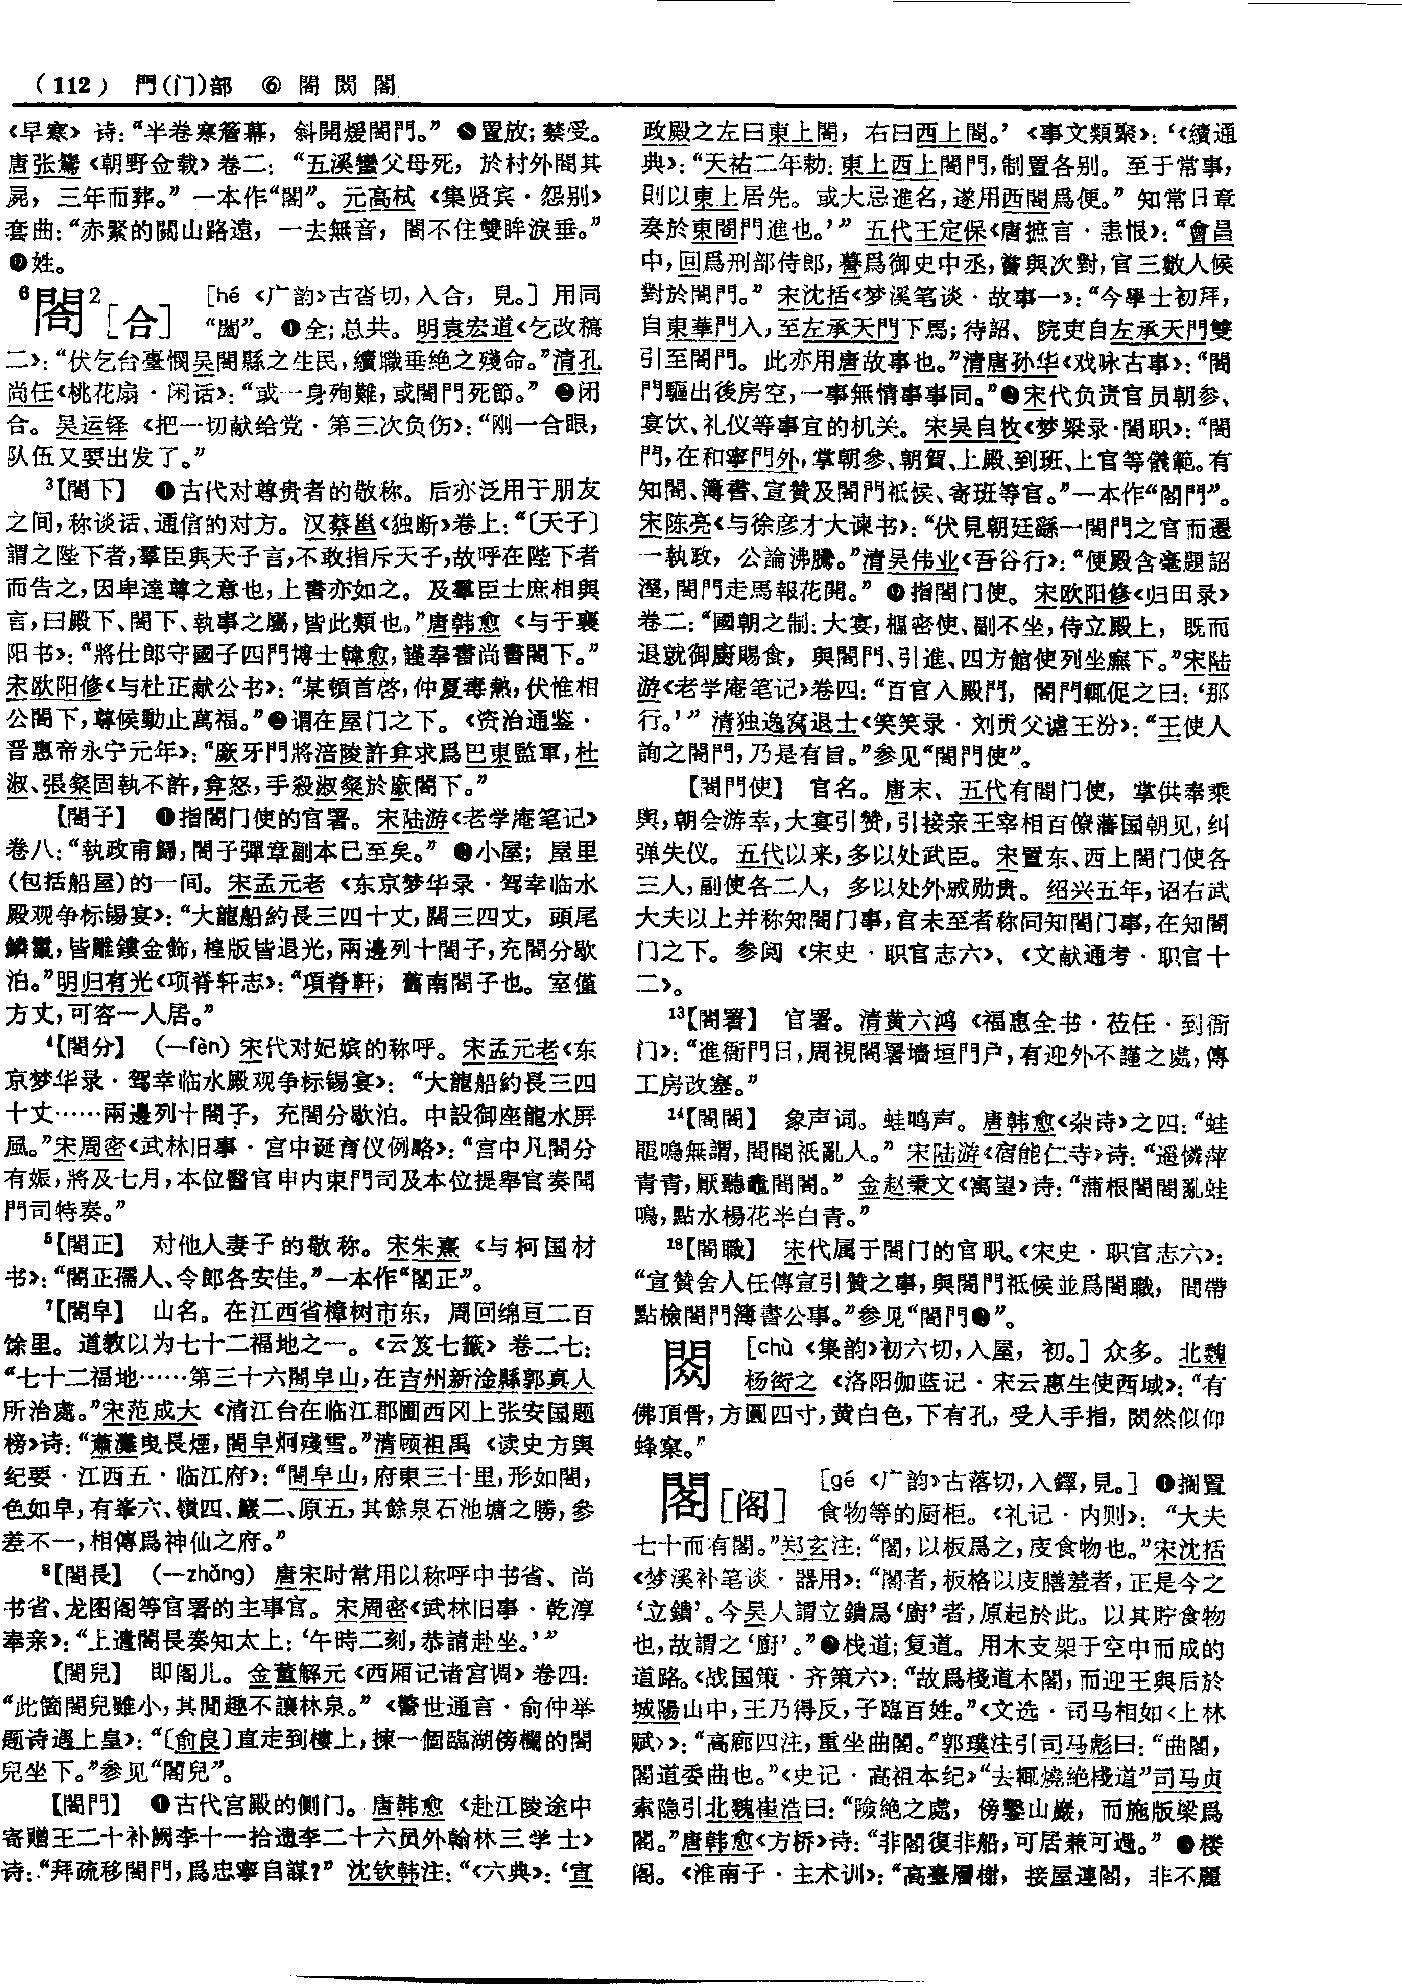 (112) 門(门)部 ⑥ 閤 閦 閣
《早寒》诗：“半卷寒簷幕，斜開煖閤門。” ❽置放；禁受。
唐张鷟《朝野佥载》卷二：“五溪蠻父母死，於村外閤其
屍，三年而葬。”一本作“閣”。元高栻《集贤宾·怨别》
套曲：“赤緊的關山路遠，一去無音，閤不住雙眸淚垂。”
姓。
6閤2［合］ ［hé《广韵》古沓切，入合，見。］用同
“闔”。❶全；总共。明袁宏道《乞改稿
二》：“伏乞台臺憫吴閤縣之生民，續職垂絶之殘命。”清孔
尚任《桃花扇·闲话》：“或一身殉難，或閤門死節。” ❷闭
合。吴运铎《把一切献给党·第三次负伤》：“刚一合眼，
队伍又要出发了。”
3【閤下】 ❶古代对尊贵者的敬称。后亦泛用于朋友
之间，称谈话、通信的对方。汉蔡邕《独断》卷上：“〔天子〕
謂之陛下者，羣臣與天子言，不敢指斥天子，故呼在陛下者
而告之，因卑達尊之意也，上書亦如之。及羣臣士庶相與
言，曰殿下、閤下、執事之屬，皆此類也。”唐韩愈《与于襄
阳书》：“將仕郎守國子四門博士韓愈，謹奉書尚書閤下。”
宋欧阳修《与杜正献公书》：“某頓首啓，仲夏毒熱，伏惟相
公閤下，尊候動止萬福。”❷谓在屋门之下。《资治通鉴·
晋惠帝永宁元年》：“廞牙門將涪陵許弇求爲巴東監軍，杜
淑、張粲固執不許，弇怒，手殺淑粲於廞閤下。”
【閤子】 ❶指閤门使的官署。宋陆游《老学庵笔记》
卷八：“執政甫歸，閤子彈章副本已至矣。” ❷小屋；屋里
(包括船屋)的一间。宋孟元老《东京梦华录·驾幸临水
殿观争标锡宴》：“大龍船約長三四十丈，闊三四丈，頭尾
鱗鬣，皆雕鏤金飾，楻版皆退光，兩邊列十閤子，充閤分歇
泊。”明归有光《项脊轩志》：“項脊軒，舊南閤子也。室僅
方丈，可容一人居。”
4【閤分】 (—fèn) 宋代对妃嫔的称呼。宋孟元老《东
京梦华录·驾幸临水殿观争标锡宴》：“大龍船約長三四
十丈……兩邊列十閤子，充閤分歇泊。中設御座龍水屏
風。”宋周密《武林旧事·宫中诞育仪例略》：“宫中凡閤分
有娠，將及七月，本位醫官申内東門司及本位提舉官奏聞
門司特奏。”
5【閤正】 对他人妻子的敬称。宋朱熹《与柯国材
书》：“閤正孺人、令郎各安佳。”一本作“閣正”。
7【閤皁】 山名。在江西省樟树市东，周回绵亘二百
馀里。道教以为七十二福地之一。《云笈七籤》卷二七：
“七十二福地……第三十六閤皁山，在吉州新淦縣郭真人
所治處。”宋范成大《清江台在临江郡圃西冈上张安国题
榜》诗：“蕭灘曳長煙，閤皁炯殘雪。”清顾祖禹《读史方舆
纪要·江西五·临江府》：“閤皁山，府東三十里，形如閤，
色如皁，有峯六、嶺四、巖二、原五，其餘泉石池塘之勝，參
差不一，相傳爲神仙之府。”
8【閤長】 (—zhǎng) 唐宋时常用以称呼中书省、尚
书省、龙图阁等官署的主事官。宋周密《武林旧事·乾淳
奉亲》：“上遣閤長奏知太上：‘午時二刻，恭請赴坐。’”
【閤兒】 即阁儿。金董解元《西厢记诸宫调》卷四：
“此箇閤兒雖小，其間趣不讓林泉。”《警世通言·俞仲举
题诗遇上皇》：“〔俞良〕直走到樓上，揀一個臨湖傍欄的閤
兒坐下。”参见“閣兒”。
【閤門】 ❶古代宫殿的侧门。唐韩愈《赴江陵途中
寄赠王二十补阙李十一拾遗李二十六员外翰林三学士》
诗：“拜疏移閤門，爲忠寧自謀？” 沈钦韩注：“《六典》：‘宣
政殿之左曰東上閤，右曰西上閤。’《事文類聚》：‘《續通
典》：“天祐二年勅：東上西上閤門，制置各别。至于常事，
則以東上居先。或大忌進名，遂用西閤爲便。”知常日章
奏於東閤門進也。’” 五代王定保《唐摭言·恚恨》：“會昌
中，回爲刑部侍郎，謩爲御史中丞，嘗與次對，官三數人候
對於閤門。” 宋沈括《梦溪笔谈·故事一》：“今學士初拜，
自東華門入，至左承天門下馬；待詔、院吏自左承天門雙
引至閤門。此亦用唐故事也。”清唐孙华《戏咏古事》：“閤
門驅出後房空，一事無情事事同。”❷宋代负责官员朝参、
宴饮、礼仪等事宜的机关。宋吴自牧《梦粱录·閤职》：“閤
門，在和寧門外，掌朝參、朝賀、上殿、到班、上官等儀範。有
知閤、簿書、宣贊及閤門祗侯、寄班等官。”一本作“閣門”。
宋陈亮《与徐彦才大谏书》：“伏見朝廷繇一閤門之官而遷
一執政，公論沸騰。”清吴伟业《吾谷行》：“便殿含毫題詔
溼，閤門走馬報花開。” ❸指閤门使。宋欧阳修《归田录》
卷二：“國朝之制：大宴，樞密使、副不坐，侍立殿上，既而
退就御廚賜食，與閤門、引進、四方館使列坐廡下。”宋陆
游《老学庵笔记》卷四：“百官入殿門，閤門輒促之曰：‘那
行。’” 清独逸窝退士《笑笑录·刘贡父谑王汾》：“王使人
詢之閤門，乃是有旨。”参见“閤門使”。
【閤門使】 官名。唐末、五代有閤门使，掌供奉乘
舆，朝会游幸，大宴引赞，引接亲王宰相百僚藩国朝见，纠
弹失仪。五代以来，多以处武臣。宋置东、西上閤门使各
三人，副使各二人，多以处外戚勋贵。绍兴五年，诏右武
大夫以上并称知閤门事，官未至者称同知閤门事，在知閤
门之下。参阅《宋史·职官志六》、《文献通考·职官十
二》。
13【閤署】 官署。清黄六鸿《福惠全书·莅任·到衙
门》：“進衙門日，周視閤署墻垣門户，有迎外不謹之處，傳
工房改塞。”
14【閤閤】 象声词。蛙鸣声。唐韩愈《杂诗》之四：“蛙
黽鳴無謂，閤閤祇亂人。” 宋陆游《宿能仁寺》诗：“遥憐萍
青青，厭聽黽閤閤。” 金赵秉文《寓望》诗：“蒲根閤閤亂蛙
鳴，點水楊花半白青。”
18【閤職】 宋代属于閤门的官职。《宋史·职官志六》：
“宣贊舍人任傳宣引贊之事，與閤門祗候並爲閤職，間帶
點檢閤門簿書公事。”参见“閤門❷”。
閦 ［chù《集韵》初六切，入屋，初。］众多。北魏
杨衒之《洛阳伽蓝记·宋云惠生使西域》：“有
佛頂骨，方圓四寸，黄白色，下有孔，受人手指，閦然似仰
蜂窠。”
閣［阁］ ［gé《广韵》古落切，入鐸，見。］❶搁置
食物等的厨柜。《礼记·内则》：“大夫
七十而有閣。”郑玄注：“閣，以板爲之，庋食物也。”宋沈括
《梦溪补笔谈·器用》：“閣者，板格以庋膳羞者，正是今之
‘立鐀’。今吴人謂立鐀爲‘廚’者，原起於此。以其貯食物
也，故謂之‘廚’。”❷栈道；复道。用木支架于空中而成的
道路。《战国策·齐策六》：“故爲棧道木閣，而迎王與后於
城陽山中，王乃得反，子臨百姓。”《文选·司马相如〈上林
赋〉》：“高廊四注，重坐曲閣。”郭璞注引司马彪曰：“曲閣，
閣道委曲也。”《史记·高祖本纪》“去輒燒絶棧道”司马贞
索隐引北魏崔浩曰：“險絶之處，傍鑿山巖，而施版梁爲
閣。”唐韩愈《方桥》诗：“非閣復非船，可居兼可過。” ❸楼
阁。《淮南子·主术训》：“高臺層榭，接屋連閣，非不麗